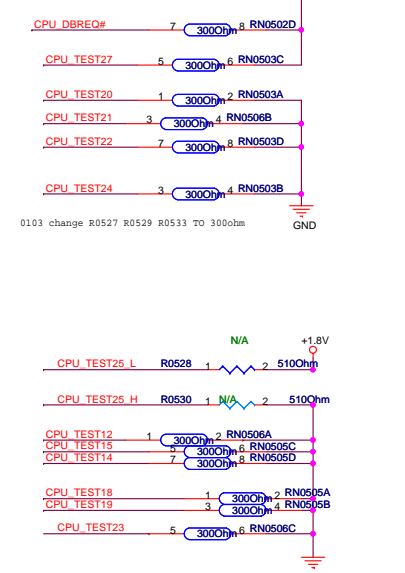 CPU_DBREQ# 7 300Ohm 8 RN0502D
CPU_TEST27 5 300Ohm 6 RN0503C
CPU_TEST20 1 300Ohm 2 RN0503A
CPU_TEST21 3 300Ohm 4 RN0506B
CPU_TEST22 7 300Ohm 8 RN0503D
CPU_TEST24 3 300Ohm 4 RN0503B
0103 change R0527 R0529 R0533 TO 300ohm
GND
N/A +1.8V
CPU_TEST25_L R0528 1 2 510Ohm
CPU_TEST25_H R0530 1 N/A 2 510Ohm
CPU_TEST12 1 300Ohm 2 RN0506A
CPU_TEST15 5 300Ohm 6 RN0505C
CPU_TEST14 7 300Ohm 8 RN0505D
CPU_TEST18 1 300Ohm 2 RN0505A
CPU_TEST19 3 300Ohm 4 RN0505B
CPU_TEST23 5 300Ohm 6 RN0506C